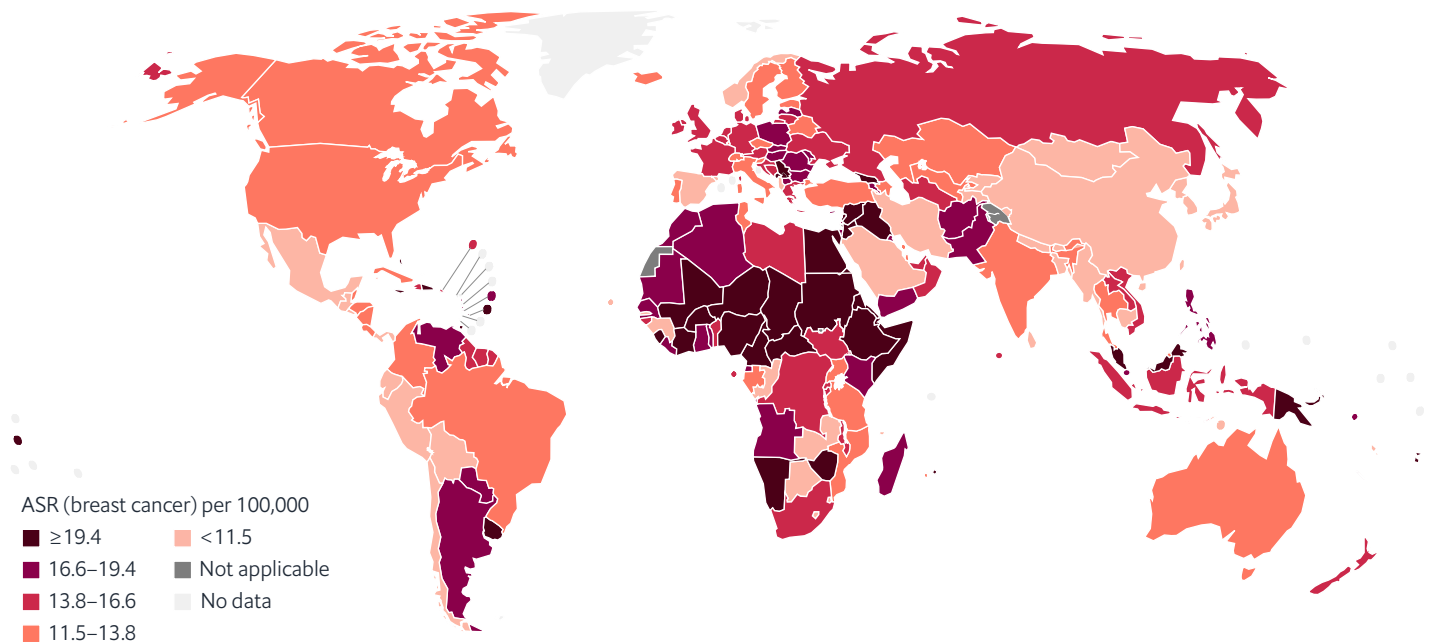 ASR (breast cancer) per 100,000
≥19.4
16.6–19.4
13.8–16.6
11.5–13.8
<11.5
Not applicable
No data